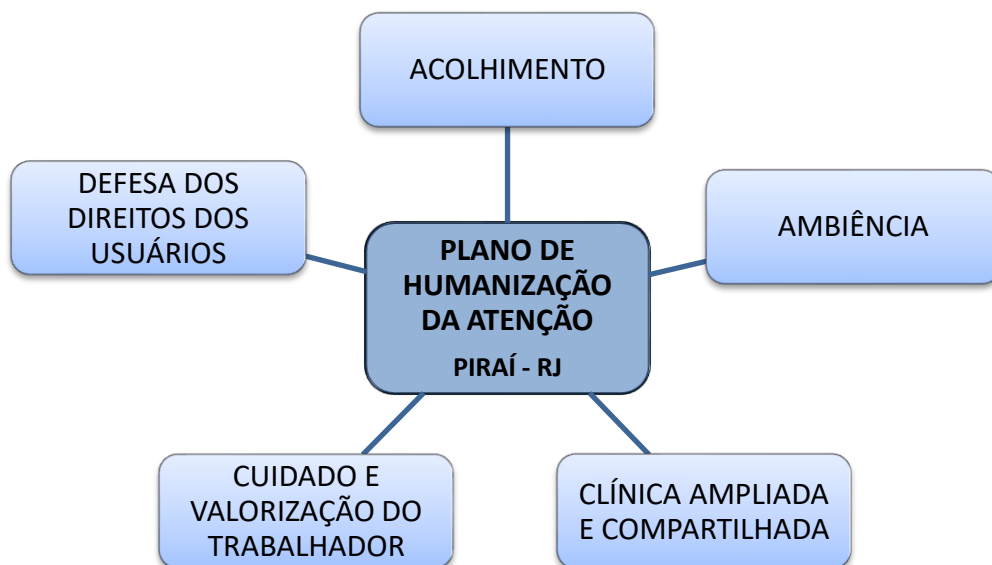 ACOLHIMENTO
DEFESA DOS
DIREITOS DOS
USUÁRIOS
AMBIÊNCIA
PLANO DE
HUMANIZAÇÃO
DA ATENÇÃO
PIRAÍ - RJ
CUIDADO E
VALORIZAÇÃO DO
TRABALHADOR
CLÍNICA AMPLIADA
E COMPARTILHADA